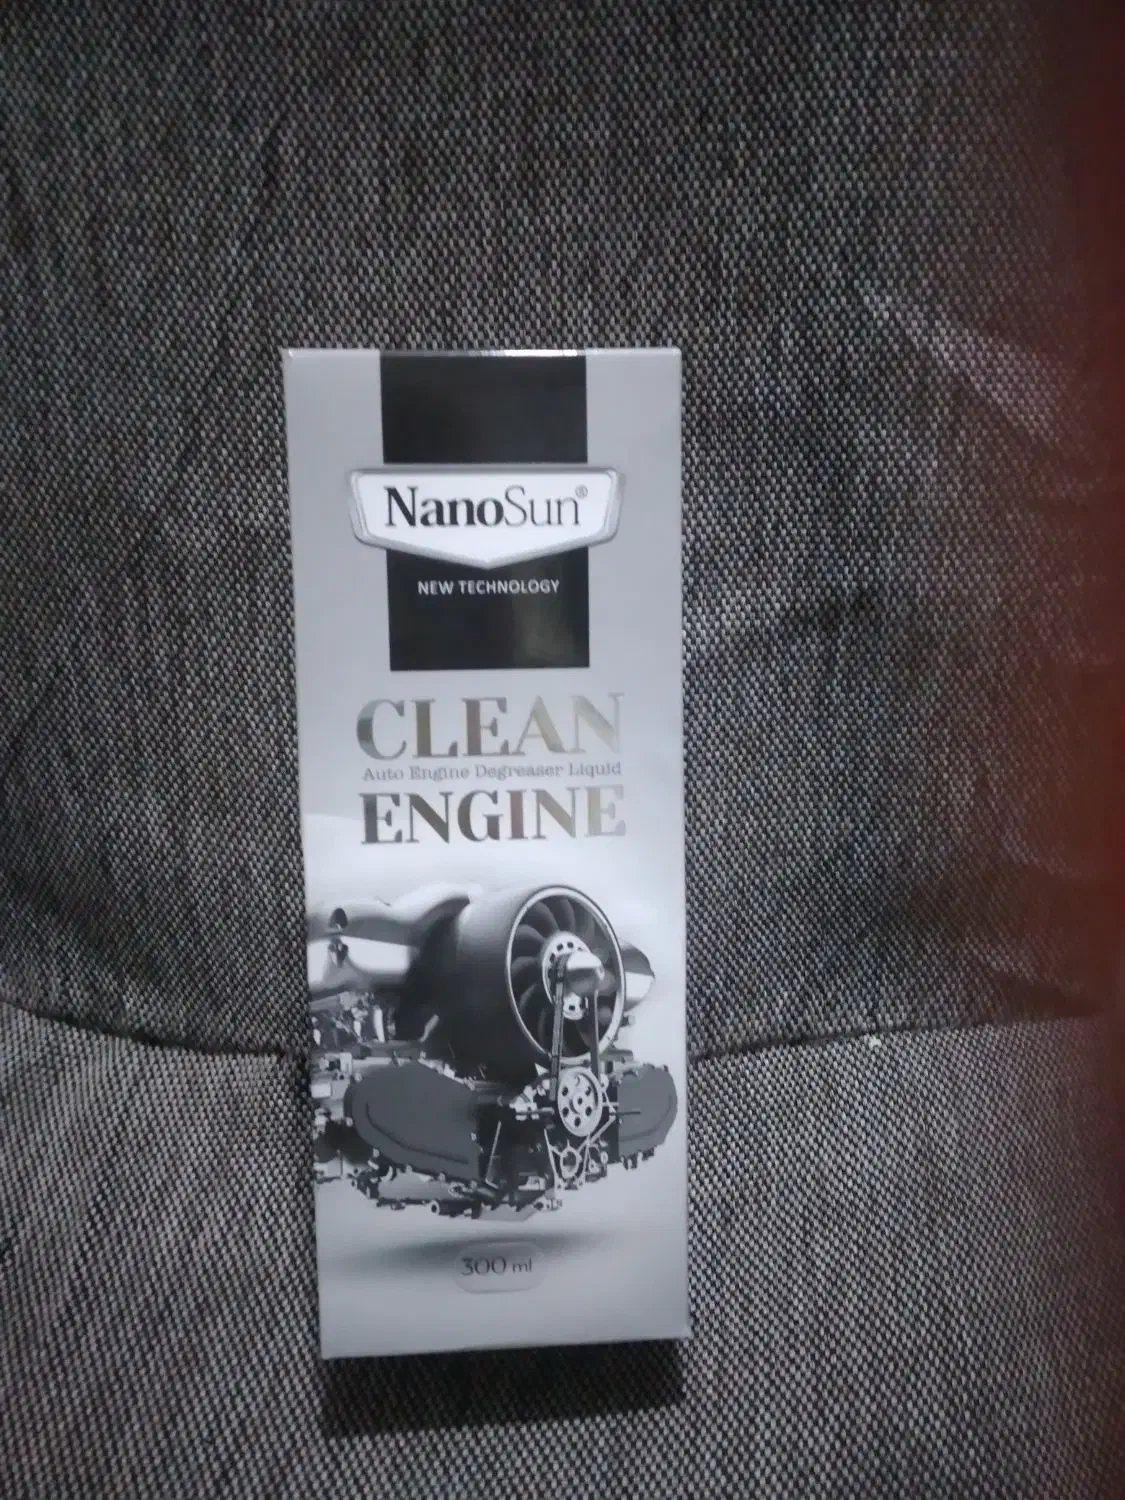 NanoSun®
NEW TECHNOLOGY
CLEAN
Auto Engine Degreaser Liquid
ENGINE
300 ml